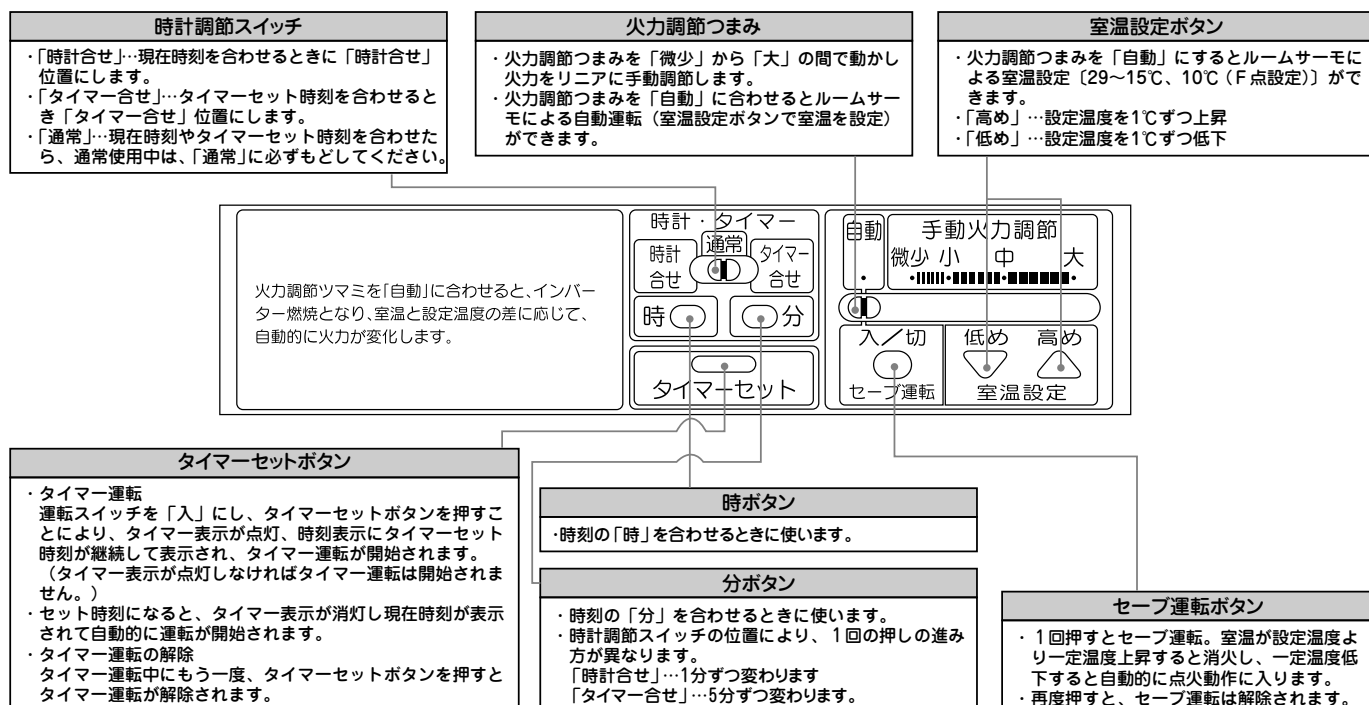 時計調節スイッチ
・「時計合せ」…現在時刻を合わせるときに「時計合せ」
位置にします。
・「タイマー合せ」…タイマーセット時刻を合わせると
き「タイマー合せ」位置にします。
・「通常」…現在時刻やタイマーセット時刻を合わせた
ら、通常使用中は、「通常」に必ずもどしてください。
火力調節つまみ
・火力調節つまみを「微少」から「大」の間で動かし
火力をリニアに手動調節します。
・火力調節つまみを「自動」に合わせるとルームサー
モによる自動運転（室温設定ボタンで室温を設定）
ができます。
室温設定ボタン
・火力調節つまみを「自動」にするとルームサーモに
よる室温設定〔29～15℃、10℃（F点設定）〕がで
きます。
・「高め」…設定温度を1℃ずつ上昇
・「低め」…設定温度を1℃ずつ低下
火力調節ツマミを「自動」に合わせると、インバー
ター燃焼となり、室温と設定温度の差に応じて、
自動的に火力が変化します。
時計・タイマー
時計
合せ
通常
タイマー
合せ
時
分
タイマーセット
自動
手動火力調節
微少 小 中 大
入／切
セーブ運転
低め 高め
室温設定
タイマーセットボタン
・タイマー運転
運転スイッチを「入」にし、タイマーセットボタンを押すこ
とにより、タイマー表示が点灯、時刻表示にタイマーセット
時刻が継続して表示され、タイマー運転が開始されます。
（タイマー表示が点灯しなければタイマー運転は開始されま
せん。）
・セット時刻になると、タイマー表示が消灯し現在時刻が表示
されて自動的に運転が開始されます。
・タイマー運転の解除
タイマー運転中にもう一度、タイマーセットボタンを押すと
タイマー運転が解除されます。
時ボタン
・時刻の「時」を合わせるときに使います。
分ボタン
・時刻の「分」を合わせるときに使います。
・時計調節スイッチの位置により、１回の押しの進み
方が異なります。
「時計合せ」…1分ずつ変わります
「タイマー合せ」…5分ずつ変わります。
セーブ運転ボタン
・１回押すとセーブ運転。室温が設定温度よ
り一定温度上昇すると消火し、一定温度低
下すると自動的に点火動作に入ります。
・再度押すと、セーブ運転は解除されます。